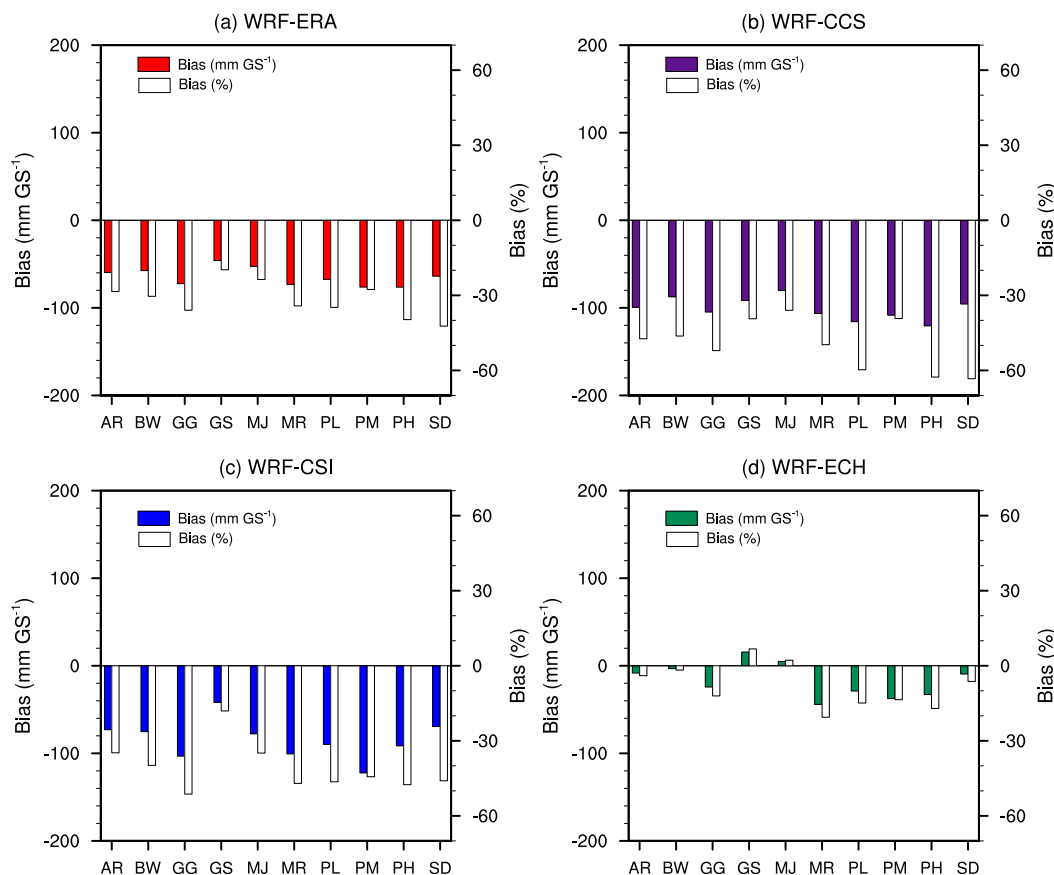 (a) WRF-ERA
200
100
0
-100
-200
Bias (mm GS⁻¹)
Bias (mm GS⁻¹)
Bias (%)
60
30
0
-30
-60
Bias (%)
AR BW GG GS MJ MR PL PM PH SD
(b) WRF-CCS
200
100
0
-100
-200
Bias (mm GS⁻¹)
Bias (mm GS⁻¹)
Bias (%)
60
30
0
-30
-60
Bias (%)
AR BW GG GS MJ MR PL PM PH SD
(c) WRF-CSI
200
100
0
-100
-200
Bias (mm GS⁻¹)
Bias (mm GS⁻¹)
Bias (%)
60
30
0
-30
-60
Bias (%)
AR BW GG GS MJ MR PL PM PH SD
(d) WRF-ECH
200
100
0
-100
-200
Bias (mm GS⁻¹)
Bias (mm GS⁻¹)
Bias (%)
60
30
0
-30
-60
Bias (%)
AR BW GG GS MJ MR PL PM PH SD